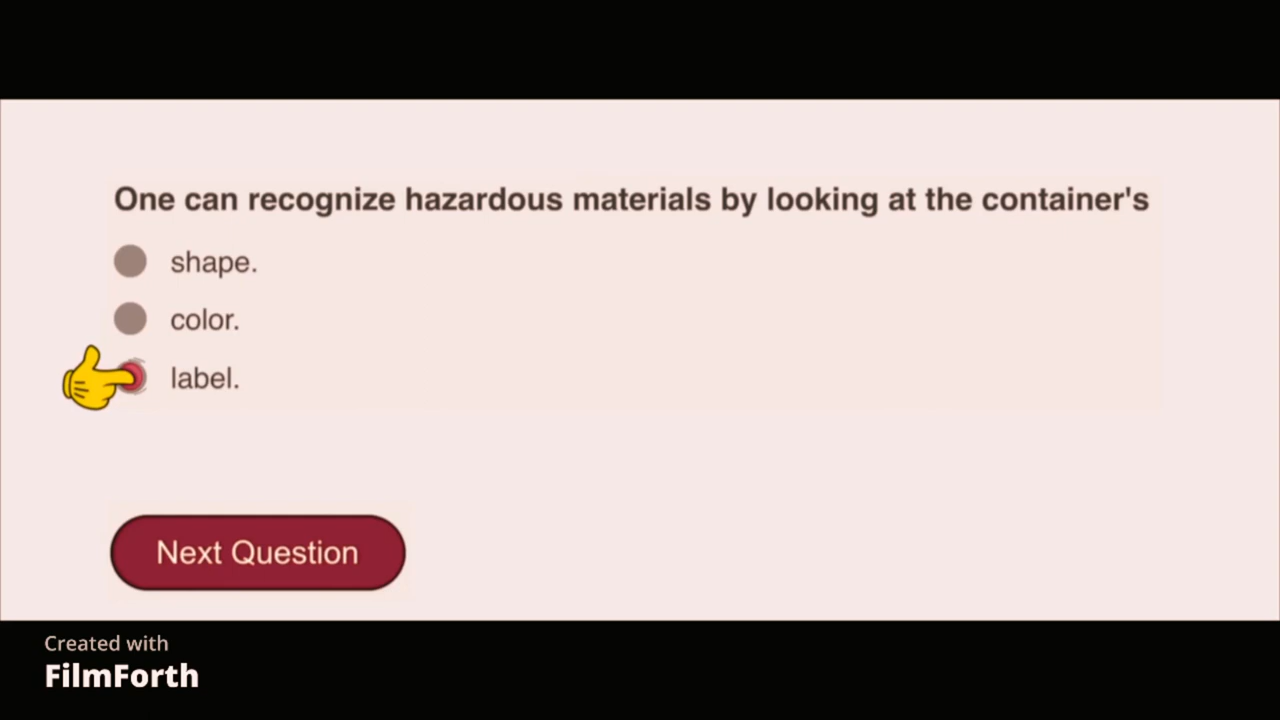 One can recognize hazardous materials by looking at the container's
shape.
color.
label.
Next Question
Created with
FilmForth